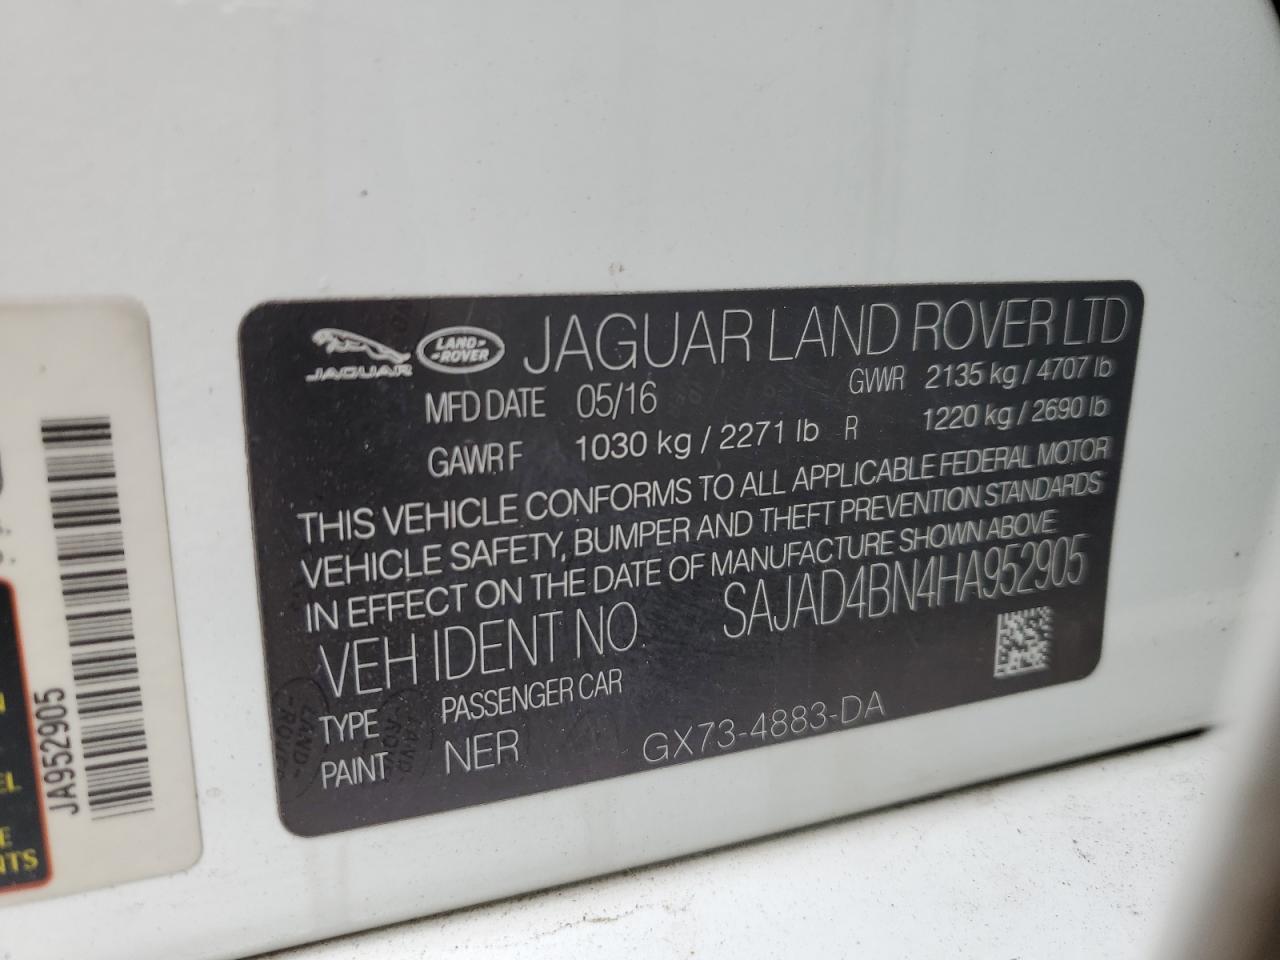 JAGUAR
LAND-
-ROVER
JAGUAR LAND ROVER LTD
MFD DATE 05/16 GVWR 2135 kg / 4707 lb
GAWR F 1030 kg / 2271 lb R 1220 kg / 2690 lb
THIS VEHICLE CONFORMS TO ALL APPLICABLE FEDERAL MOTOR
VEHICLE SAFETY, BUMPER AND THEFT PREVENTION STANDARDS
IN EFFECT ON THE DATE OF MANUFACTURE SHOWN ABOVE
VEH IDENT NO SAJAD4BN4HA952905
TYPE PASSENGER CAR
PAINT NER GX73-4883-DA
JA952905